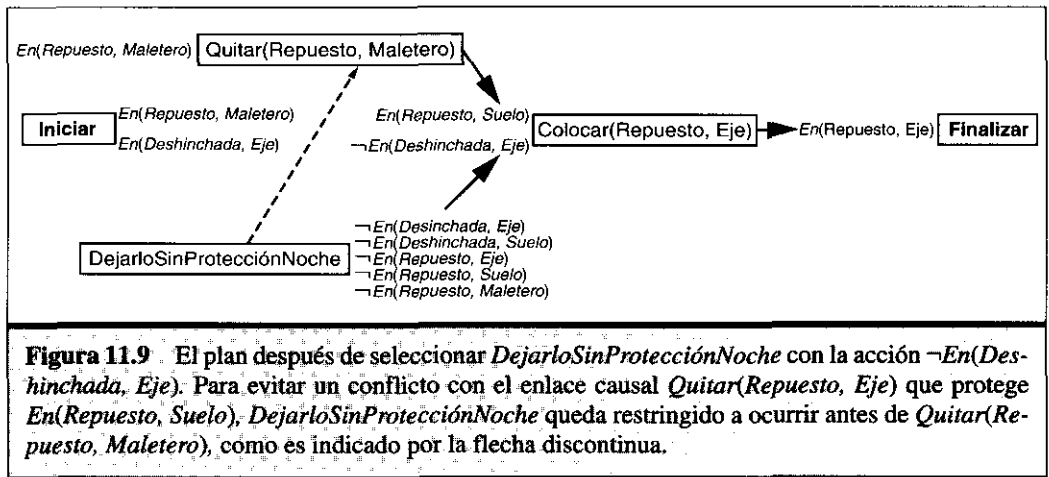 En(Repuesto, Maletero) Quitar(Repuesto, Maletero)
Iniciar
En(Repuesto, Maletero)
En(Deshinchada, Eje)
En(Repuesto, Suelo)
¬En(Deshinchada, Eje)
Colocar(Repuesto, Eje)
En(Repuesto, Eje) Finalizar
DejarloSinProtecciónNoche
¬En(Desinchada, Eje)
¬En(Deshinchada, Suelo)
¬En(Repuesto, Eje)
¬En(Repuesto, Suelo)
¬En(Repuesto, Maletero)
Figura 11.9 El plan después de seleccionar DejarloSinProtecciónNoche con la acción ¬En(Des-
hinchada, Eje). Para evitar un conflicto con el enlace causal Quitar(Repuesto, Eje) que protege
En(Repuesto, Suelo), DejarloSinProtecciónNoche queda restringido a ocurrir antes de Quitar(Re-
puesto, Maletero), como es indicado por la flecha discontinua.